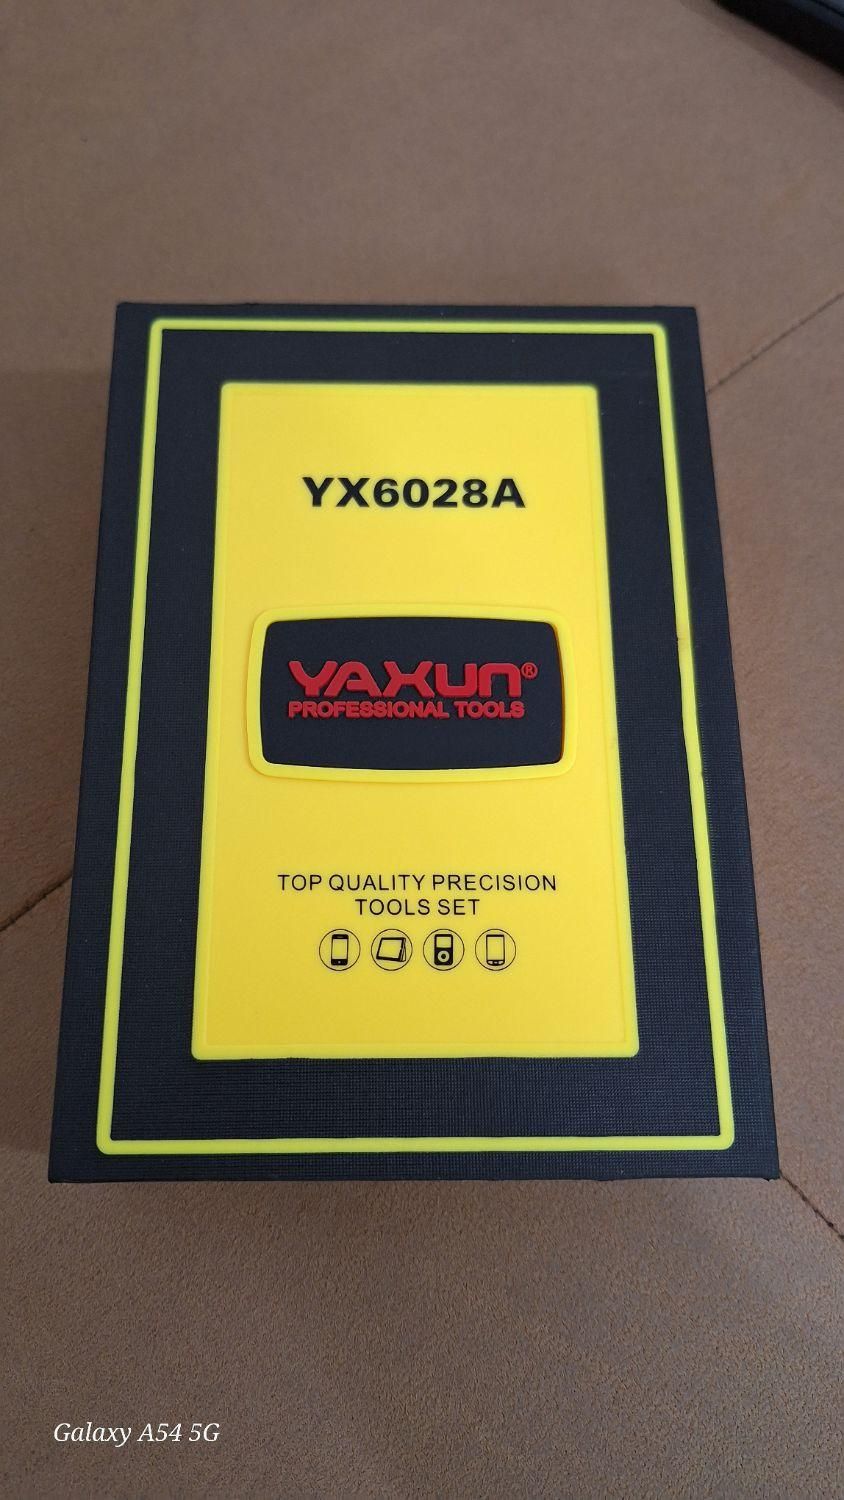 YX6028A
YAXUN®
PROFESSIONAL TOOLS
TOP QUALITY PRECISION
TOOLS SET
Galaxy A54 5G